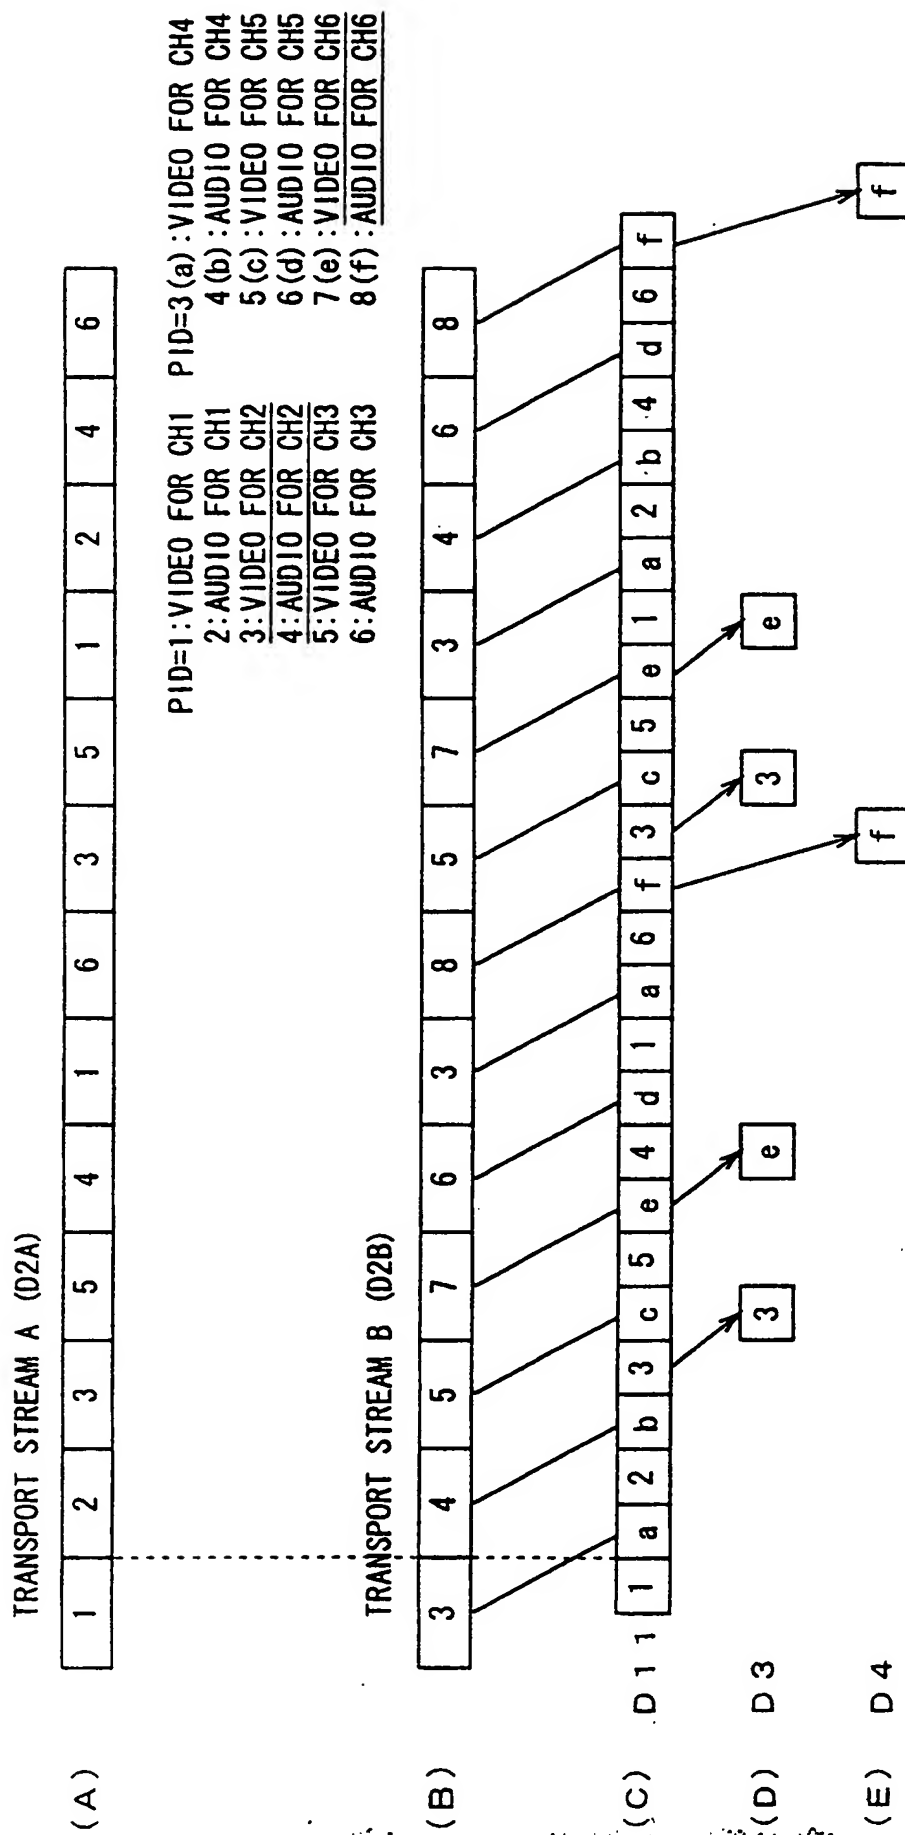 TRANSPORT STREAM A (D2A)
(A) 1 2 3 5 4 1 6 3 5 1 2 4 6
PID=1:VIDEO FOR CH1 PID=3(a):VIDEO FOR CH4
2:AUDIO FOR CH1 4(b):AUDIO FOR CH4
3:VIDEO FOR CH2 5(c):VIDEO FOR CH5
4:AUDIO FOR CH2 6(d):AUDIO FOR CH5
5:VIDEO FOR CH3 7(e):VIDEO FOR CH6
6:AUDIO FOR CH3 8(f):AUDIO FOR CH6
TRANSPORT STREAM B (D2B)
(B) 3 4 5 7 6 3 8 5 7 3 4 6 8
(C) D11 1 a 2 b 3 c 5 e 4 d 1 a 6 f 3 c 5 e 1 a 2 b 4 d 6 f
(D) D3 3 e 3 e
(E) D4 f f